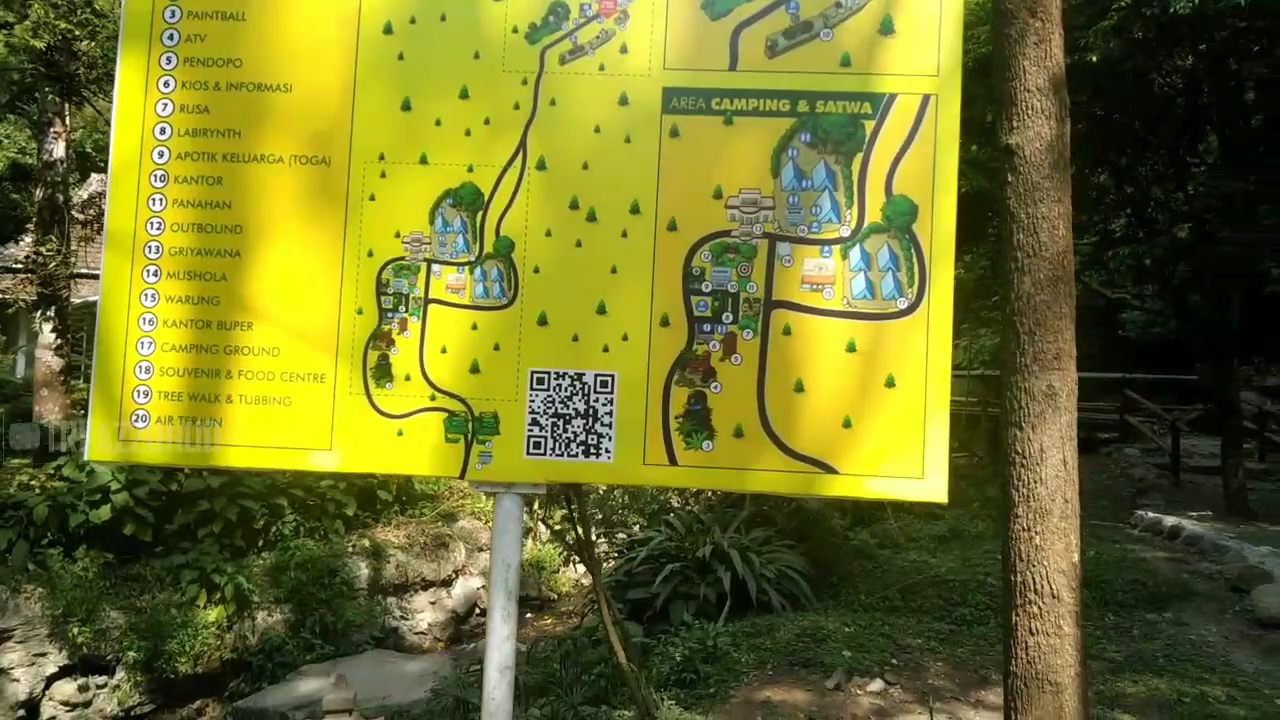 3 PAINTBALL
4 ATV
5 PENDOPO
6 KIOS & INFORMASI
7 RUSA
8 LABIRYNTH
9 APOTIK KELUARGA (TOGA)
10 KANTOR
11 PANAHAN
12 OUTBOUND
13 GRIYAWANA
14 MUSHOLA
15 WARUNG
16 KANTOR BUPER
17 CAMPING GROUND
18 SOUVENIR & FOOD CENTRE
19 TREE WALK & TUBBING
20 AIR TERJUN
AREA CAMPING & SATWA